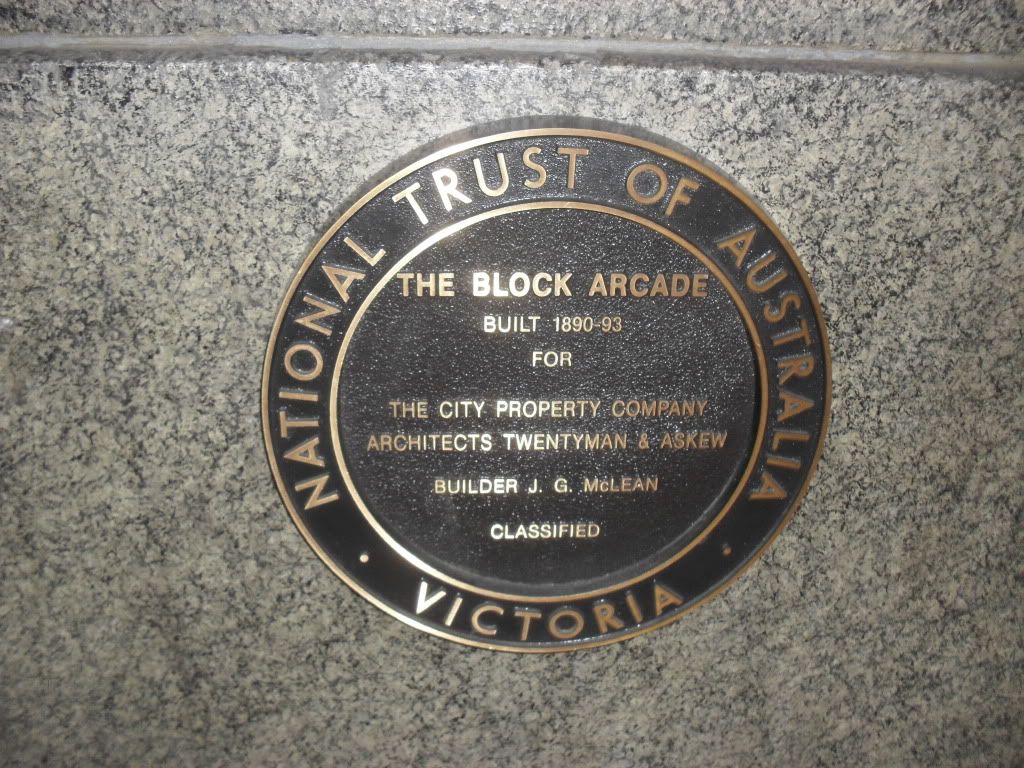 NATIONAL TRUST OF AUSTRALIA
THE BLOCK ARCADE
BUILT 1890-93
FOR
THE CITY PROPERTY COMPANY
ARCHITECTS TWENTYMAN & ASKEW
BUILDER J. G. McLEAN
CLASSIFIED
• VICTORIA •